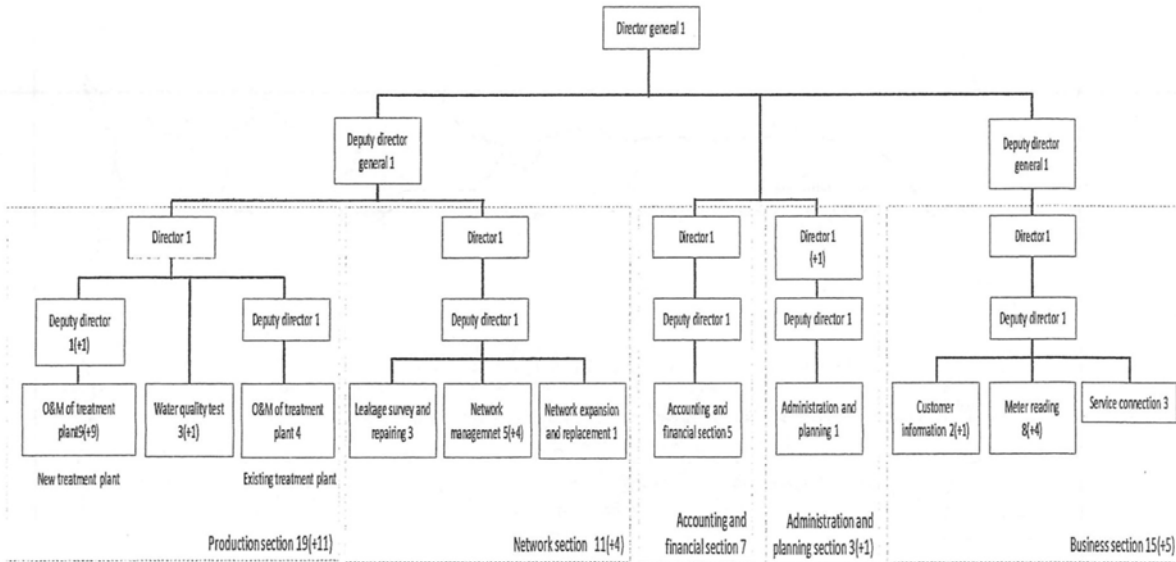 Director general 1
Deputy director
general 1
Deputy director
general 1
Director 1
Director 1
Director 1
Director 1
(+1)
Director 1
Deputy director
1(+1)
Deputy director 1
Deputy director 1
Deputy director 1
Deputy director 1
Deputy director 1
O&M of treatment
plant9(+9)
Water quality test
3(+1)
O&M of treatment
plant 4
Leakage survey and
repairing 3
Network
managemnet 5(+4)
Network expansion
and replacement 1
Accounting and
financial section 5
Administration and
planning 1
Customer
information 2(+1)
Meter reading
8(+4)
Service connection 3
New treatment plant
Existing treatment plant
Production section 19(+11)
Network section 11(+4)
Accounting and
financial section 7
Administration and
planning section 3(+1)
Business section 15(+5)